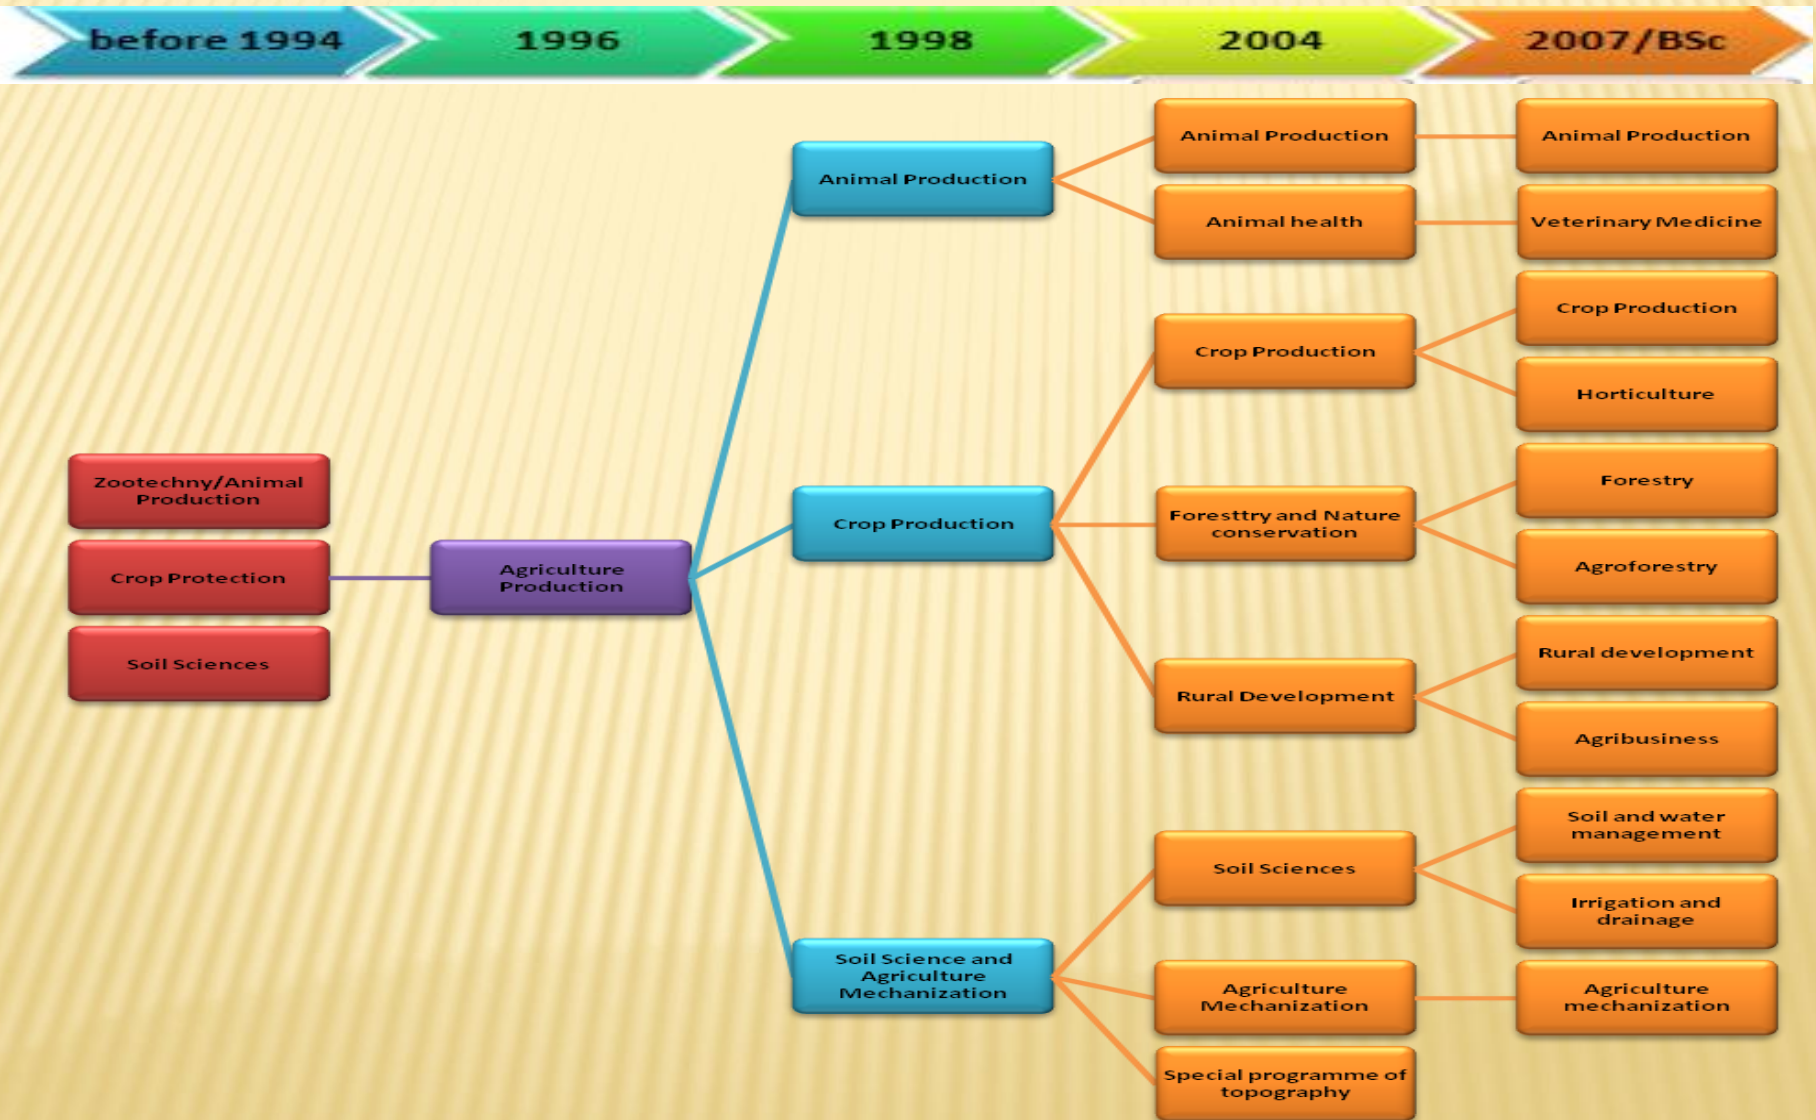 before 1994
1996
1998
2004
2007/BSc
Zootechny/Animal
Production
Crop Protection
Soil Sciences
Agriculture
Production
Animal Production
Crop Production
Soil Science and
Agriculture
Mechanization
Animal Production
Animal health
Crop Production
Foresttry and Nature
conservation
Rural Development
Soil Sciences
Agriculture
Mechanization
Special programme of
topography
Animal Production
Veterinary Medicine
Crop Production
Horticulture
Forestry
Agroforestry
Rural development
Agribusiness
Soil and water
management
Irrigation and
drainage
Agriculture
mechanization